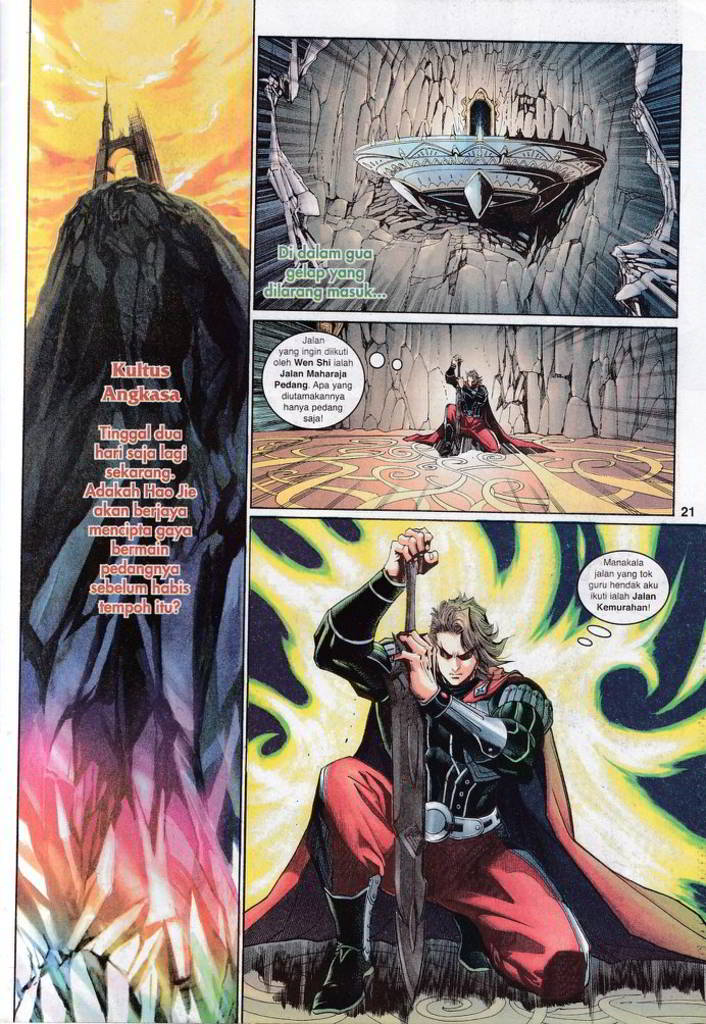 Kultus
Angkasa
Tinggal dua
hari saja lagi
sekarang.
Adakah Hao Jie
akan berjaya
mencipta gaya
bermain
pedangnya
sebelum habis
tempoh itu?
Di dalam gua
gelap yang
dilarang masuk...
Jalan
yang ingin diikuti
oleh Wen Shi ialah
Jalan Maharaja
Pedang. Apa yang
diutamakannya
hanya pedang
saja!
21
Manakala
jalan yang tok
guru hendak aku
ikuti ialah Jalan
Kemurahan!